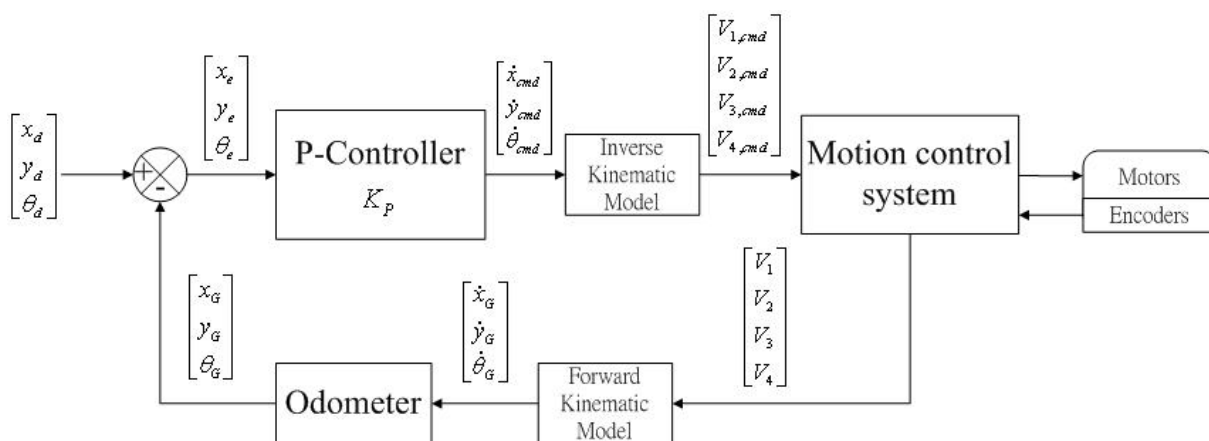 x_d
y_d
θ_d
+
-
x_e
y_e
θ_e
P-Controller
K_P
ẋ_cmd
ẏ_cmd
θ̇_cmd
Inverse
Kinematic
Model
V_1,cmd
V_2,cmd
V_3,cmd
V_4,cmd
Motion control
system
Motors
Encoders
x_G
y_G
θ_G
Odometer
ẋ_G
ẏ_G
θ̇_G
Forward
Kinematic
Model
V_1
V_2
V_3
V_4